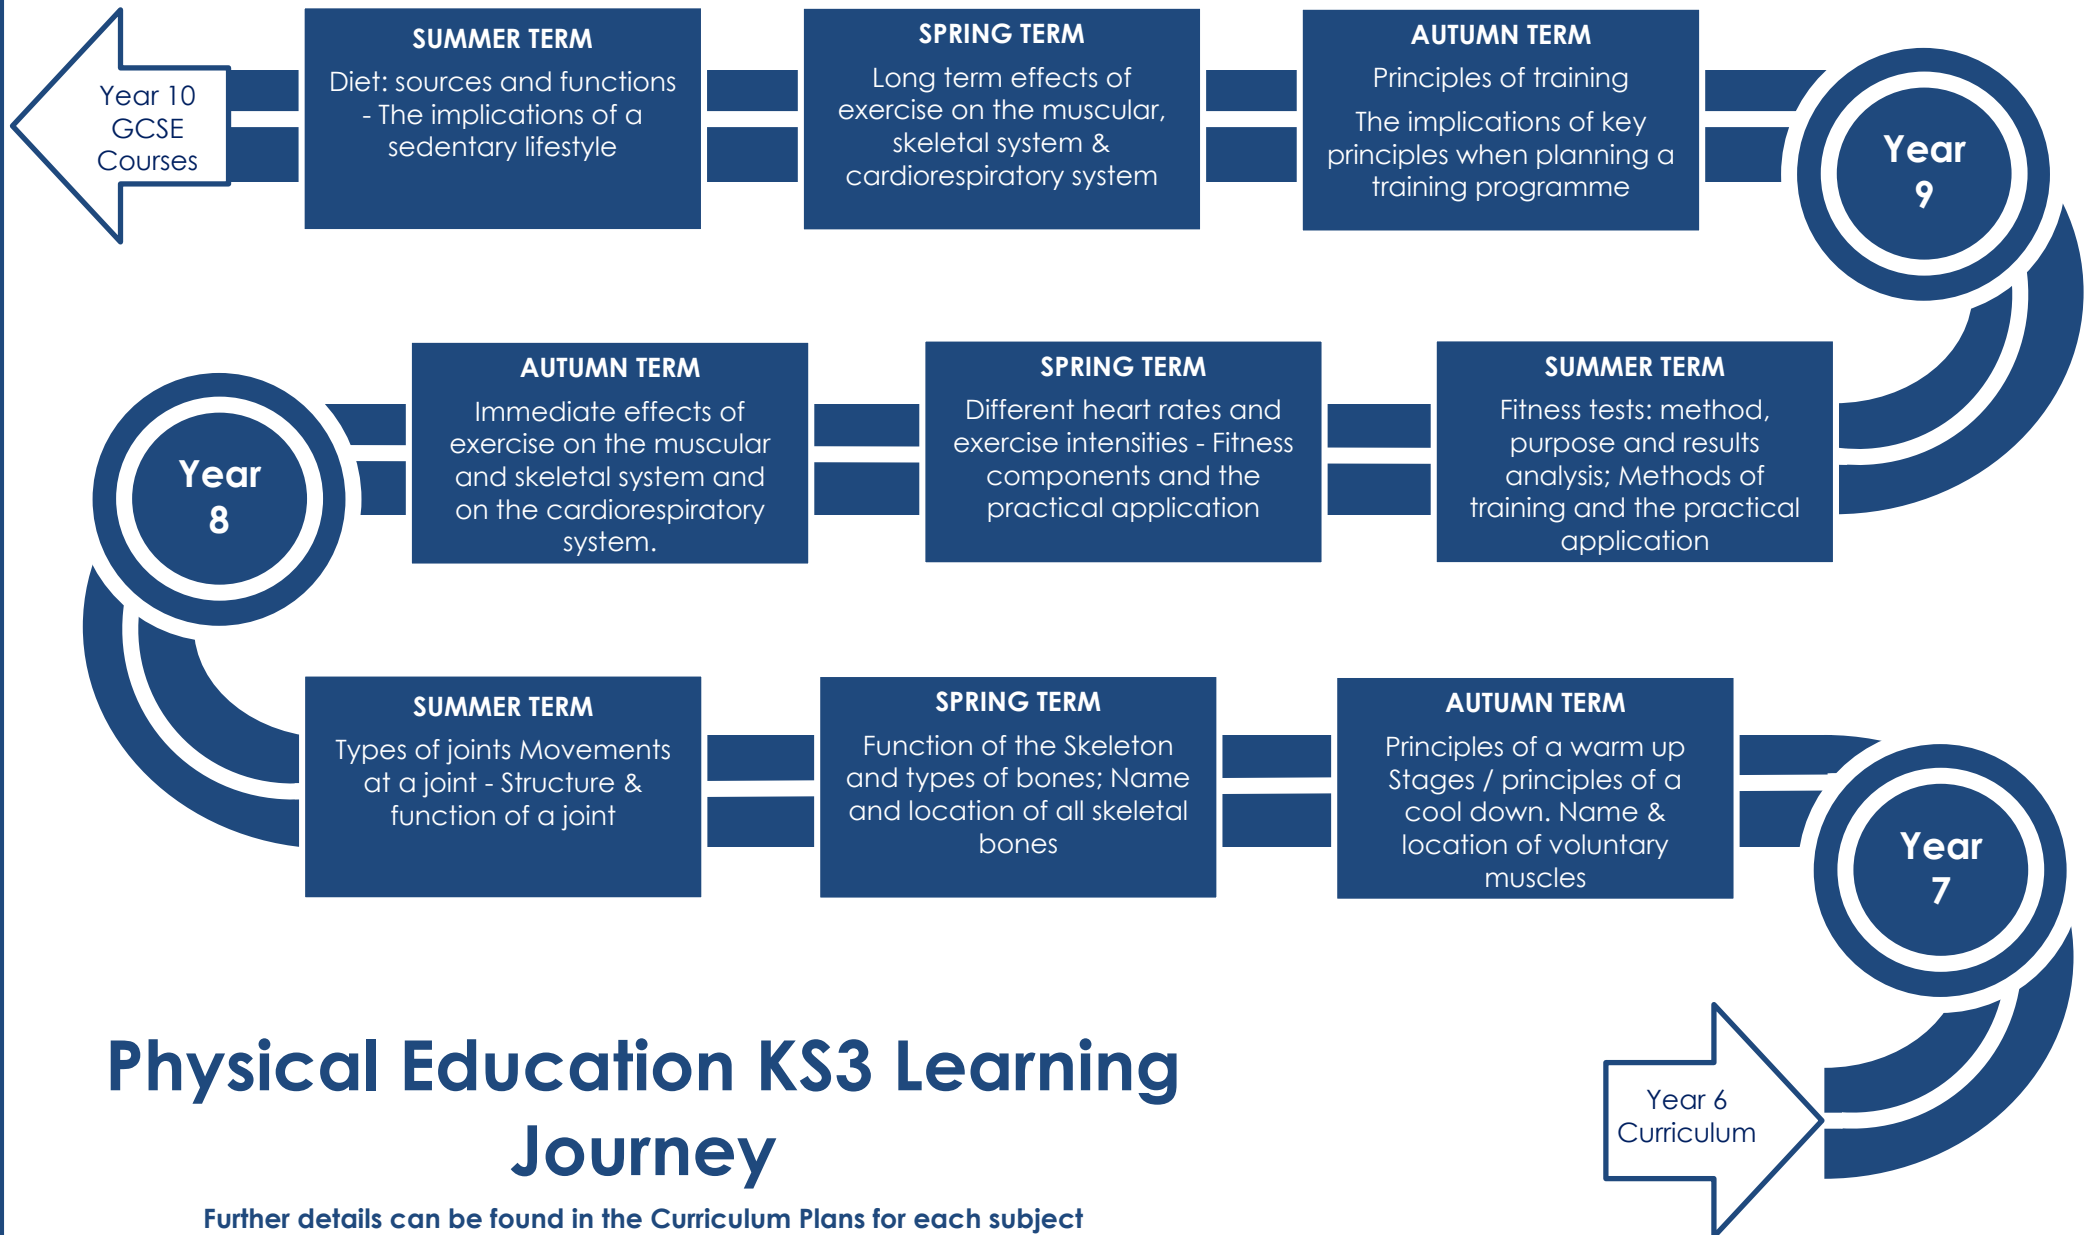 SUMMER TERM
Diet: sources and functions
- The implications of a
sedentary lifestyle
SPRING TERM
Long term effects of
exercise on the muscular,
skeletal system &
cardiorespiratory system
AUTUMN TERM
Principles of training
The implications of key
principles when planning a
training programme
Year 10
GCSE
Courses
Year
9
AUTUMN TERM
Immediate effects of
exercise on the muscular
and skeletal system and
on the cardiorespiratory
system.
SPRING TERM
Different heart rates and
exercise intensities - Fitness
components and the
practical application
SUMMER TERM
Fitness tests: method,
purpose and results
analysis; Methods of
training and the practical
application
Year
8
SUMMER TERM
Types of joints Movements
at a joint - Structure &
function of a joint
SPRING TERM
Function of the Skeleton
and types of bones; Name
and location of all skeletal
bones
AUTUMN TERM
Principles of a warm up
Stages / principles of a
cool down. Name &
location of voluntary
muscles
Year
7
Physical Education KS3 Learning
Journey
Further details can be found in the Curriculum Plans for each subject
Year 6
Curriculum